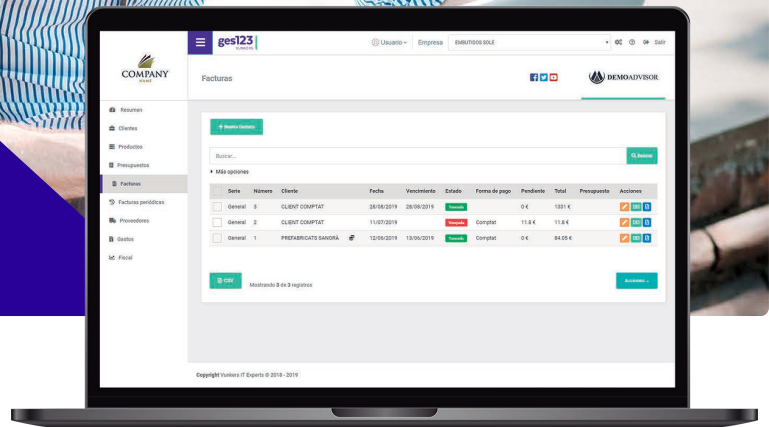 ges123
VUNKERS
Usuario
Empresa
EMBUTIDOS SOLE
Salir
COMPANY
NAME
Facturas
DEMOADVISOR
Resumen
Clientes
Productos
Presupuestos
Facturas
Facturas periódicas
Proveedores
Gastos
Fiscal
Buscar...
Buscar
Más opciones
Serie Número Cliente Fecha Vencimiento Estado Forma de pago Pendiente Total Presupuesto Acciones
General 3 CLIENT COMPTAT 28/08/2019 28/08/2019 0 € 1331 €
General 2 CLIENT COMPTAT 11/07/2019 Comptat 11.8 € 11.8 €
General 1 PREFABRICATS SANGRÀ 12/06/2019 13/06/2019 Comptat 0 € 84.05 €
CSV
Mostrando 3 de 3 registros
Acciones
Copyright Vunkers IT Experts © 2018 - 2019